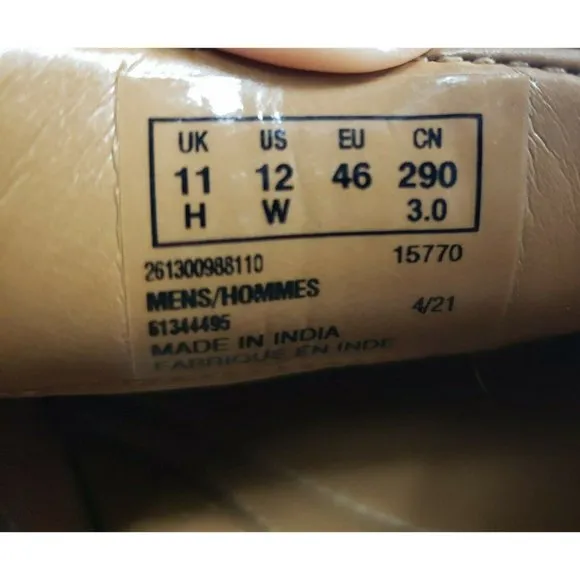 UK US EU CN
11 12 46 290
H W 3.0
261300988110 15770
MENS/HOMMES
61344495 4/21
MADE IN INDIA
FABRIQUE EN INDE